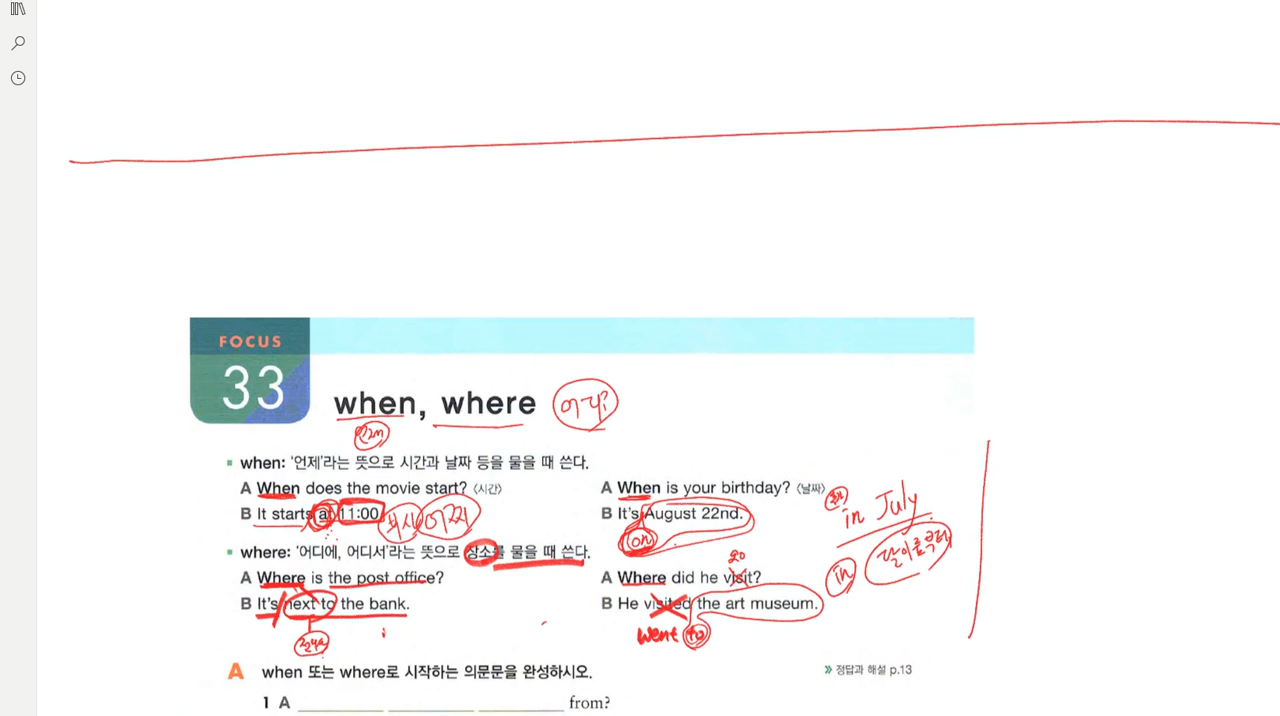 FOCUS
33
when, where 어디?
언제
when: '언제'라는 뜻으로 시간과 날짜 등을 물을 때 쓴다.
A When does the movie start? 〈시간〉
B It starts at 11:00.
A When is your birthday? 〈날짜〉
B It's August 22nd.
on
in July
in
where: '어디에, 어디서'라는 뜻으로 장소를 물을 때 쓴다.
A Where is the post office?
B It's next to the bank.
A Where did he visit?
go
B He visited the art museum.
went to
A when 또는 where로 시작하는 의문문을 완성하시오.
» 정답과 해설 p.13
1 A ____ ____ ____ from?